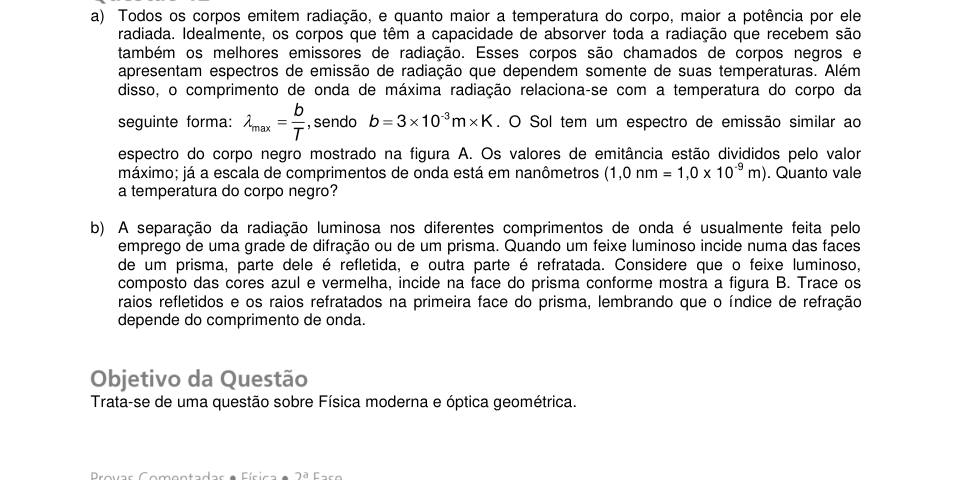 a) Todos os corpos emitem radiação, e quanto maior a temperatura do corpo, maior a potência por ele
radiada. Idealmente, os corpos que têm a capacidade de absorver toda a radiação que recebem são
também os melhores emissores de radiação. Esses corpos são chamados de corpos negros e
apresentam espectros de emissão de radiação que dependem somente de suas temperaturas. Além
disso, o comprimento de onda de máxima radiação relaciona-se com a temperatura do corpo da
seguinte forma: λmax = b/T, sendo b = 3×10⁻³ m×K. O Sol tem um espectro de emissão similar ao
espectro do corpo negro mostrado na figura A. Os valores de emitância estão divididos pelo valor
máximo; já a escala de comprimentos de onda está em nanômetros (1,0 nm = 1,0 x 10⁻⁹ m). Quanto vale
a temperatura do corpo negro?
b) A separação da radiação luminosa nos diferentes comprimentos de onda é usualmente feita pelo
emprego de uma grade de difração ou de um prisma. Quando um feixe luminoso incide numa das faces
de um prisma, parte dele é refletida, e outra parte é refratada. Considere que o feixe luminoso,
composto das cores azul e vermelha, incide na face do prisma conforme mostra a figura B. Trace os
raios refletidos e os raios refratados na primeira face do prisma, lembrando que o índice de refração
depende do comprimento de onda.
Objetivo da Questão
Trata-se de uma questão sobre Física moderna e óptica geométrica.
Provas Comentadas • Física • 2ª Fase